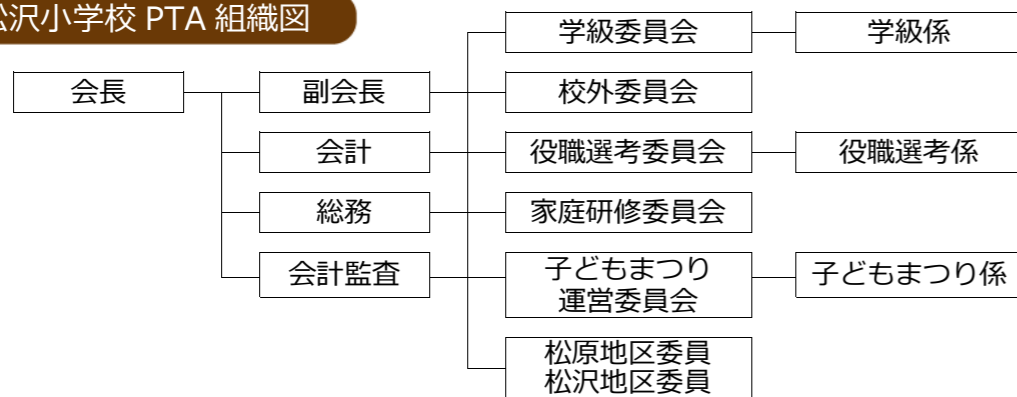 沢小学校 PTA 組織図
学級委員会
学級係
会長
副会長
校外委員会
会計
役職選考委員会
役職選考係
総務
家庭研修委員会
会計監査
子どもまつり
運営委員会
子どもまつり係
松原地区委員
松沢地区委員